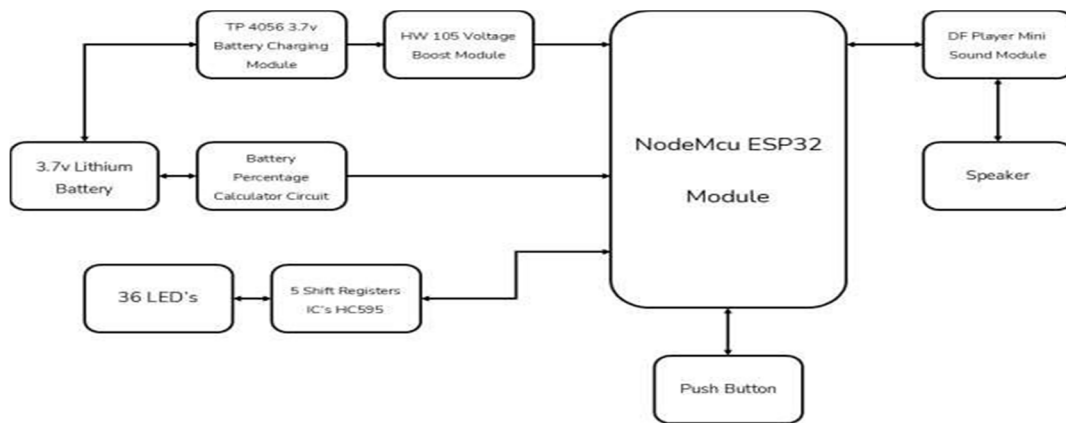 TP 4056 3.7v
Battery Charging
Module
HW 105 Voltage
Boost Module
DF Player Mini
Sound Module
NodeMcu ESP32
Module
3.7v Lithium
Battery
Battery
Percentage
Calculator Circuit
Speaker
36 LED's
5 Shift Registers
IC's HC595
Push Button